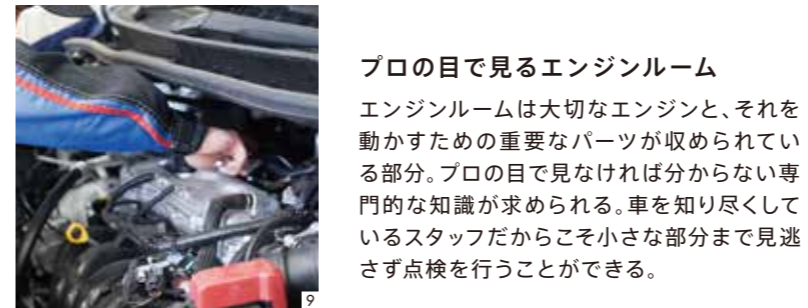 プロの目で見るエンジンルーム
エンジンルームは大切なエンジンと、それを
動かすための重要なパーツが収められてい
る部分。プロの目で見なければ分からない専
門的な知識が求められる。車を知り尽くして
いるスタッフだからこそ小さな部分まで見逃
さず点検を行うことができる。
9